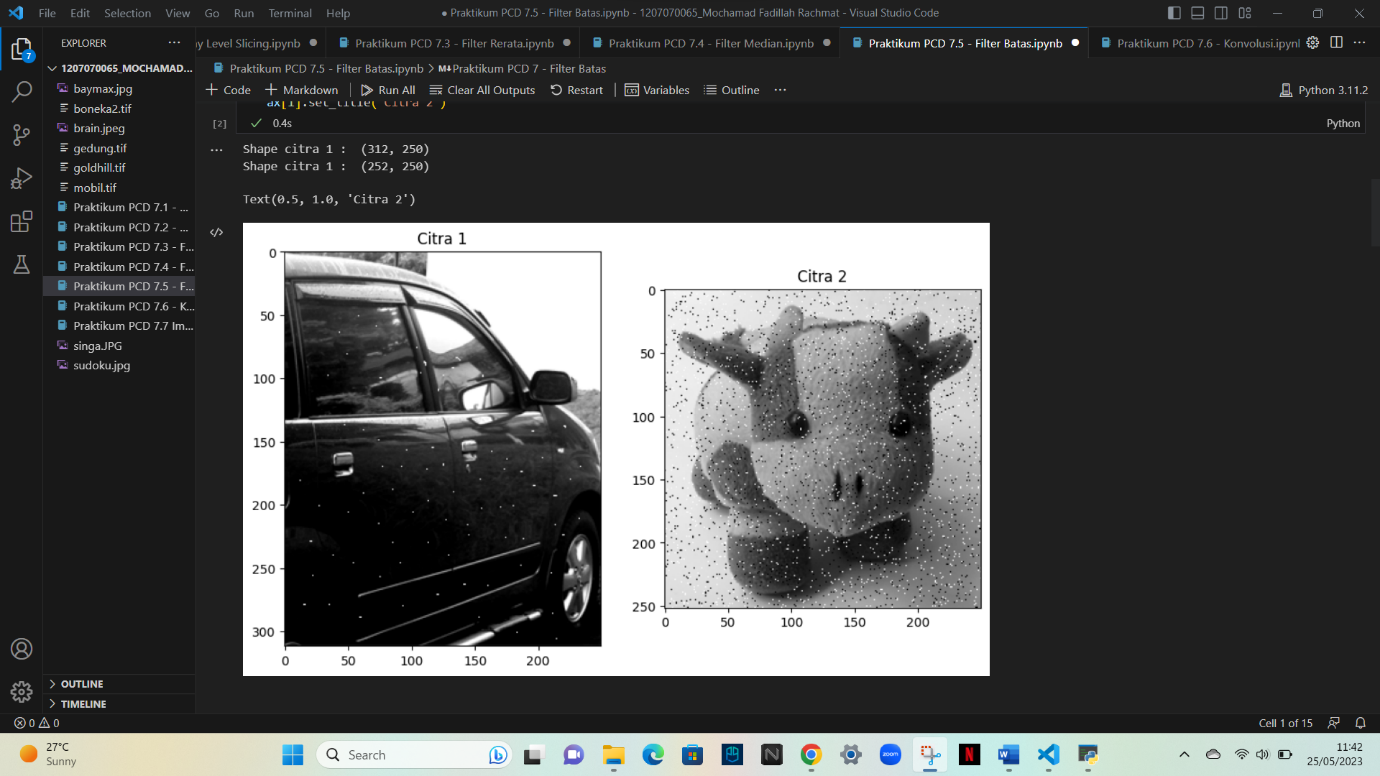 File Edit Selection View Go Run Terminal Help
● Praktikum PCD 7.5 - Filter Batas.ipynb - 1207070065_Mochamad Fadillah Rachmat - Visual Studio Code
EXPLORER
y Level Slicing.ipynb
Praktikum PCD 7.3 - Filter Rerata.ipynb
Praktikum PCD 7.4 - Filter Median.ipynb
Praktikum PCD 7.5 - Filter Batas.ipynb
Praktikum PCD 7.6 - Konvolusi.ipynl
7
1207070065_MOCHAMAD...
baymax.jpg
boneka2.tif
brain.jpeg
gedung.tif
goldhill.tif
mobil.tif
Praktikum PCD 7.1 - ...
Praktikum PCD 7.2 - ...
Praktikum PCD 7.3 - F...
Praktikum PCD 7.4 - F...
Praktikum PCD 7.5 - F...
Praktikum PCD 7.6 - K...
Praktikum PCD 7.7 Im...
singa.JPG
sudoku.jpg
OUTLINE
TIMELINE
Praktikum PCD 7.5 - Filter Batas.ipynb > M↓Praktikum PCD 7 - Filter Batas
+ Code + Markdown Run All Clear All Outputs Restart Variables Outline ... Python 3.11.2
ax[1].set_title("Citra 2")
[2] ✓ 0.4s Python
Shape citra 1 :  (312, 250)
Shape citra 1 :  (252, 250)
Text(0.5, 1.0, 'Citra 2')
Citra 1
0
50
100
150
200
250
300
0 50 100 150 200
Citra 2
0
50
100
150
200
250
0 50 100 150 200
0 0 Cell 1 of 15
27°C
Sunny
Search
zoom
11:42
25/05/2023